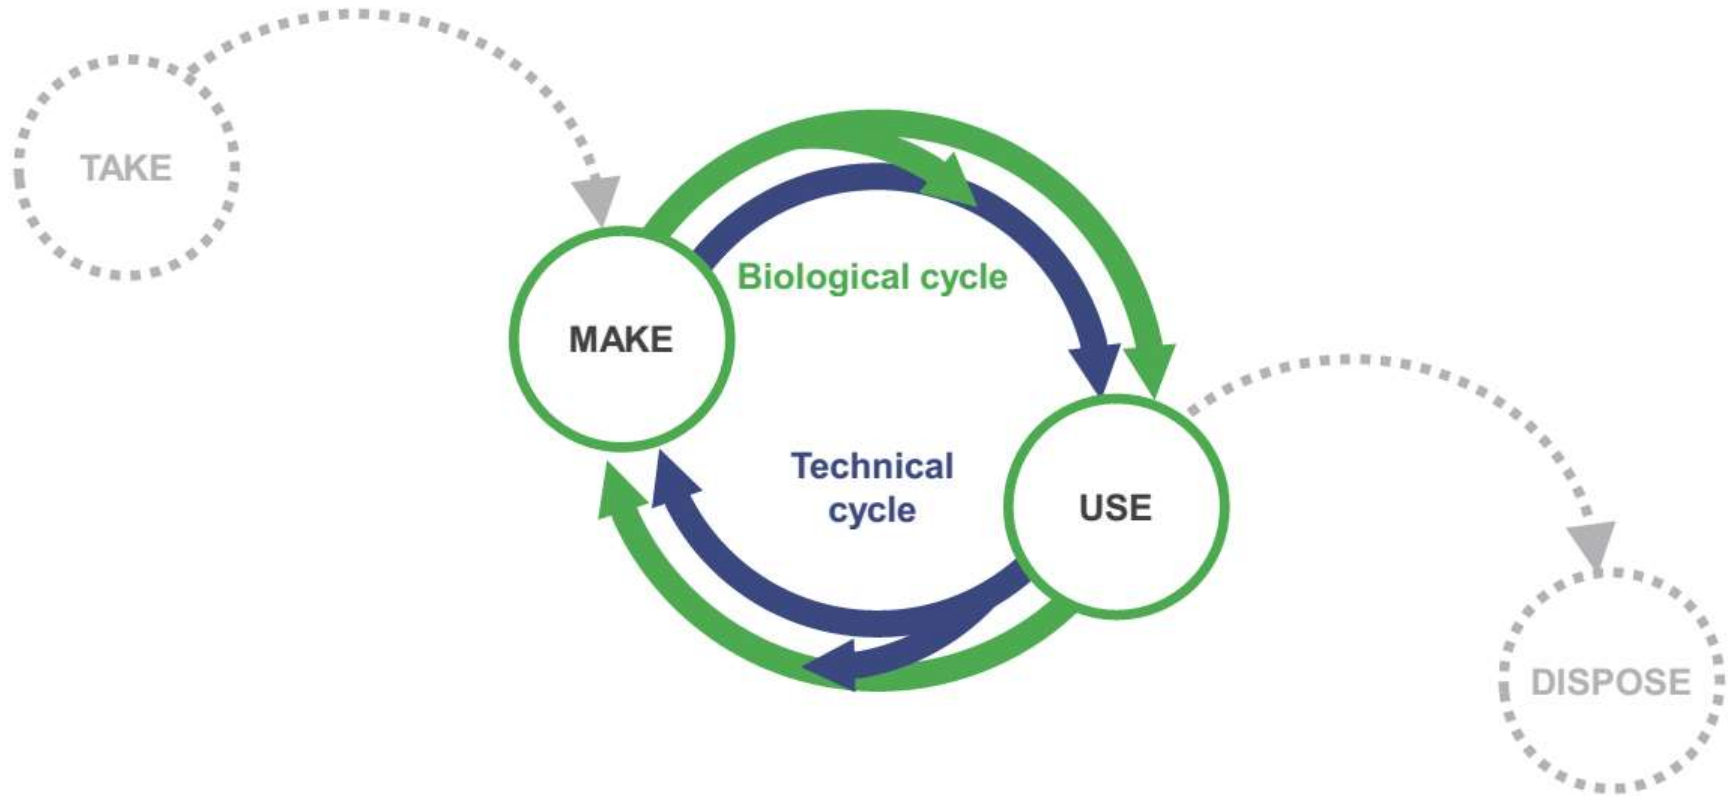 TAKE
Biological cycle
MAKE
Technical
cycle
USE
DISPOSE